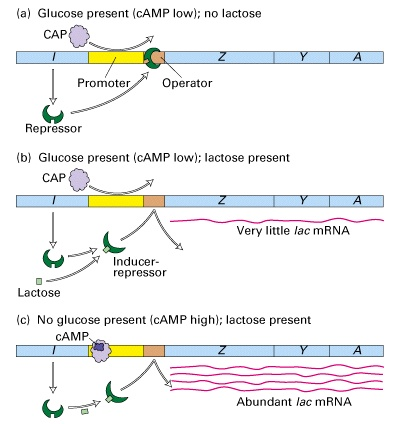 (a) Glucose present (cAMP low); no lactose
CAP
I
Z
Y
A
Promoter
Operator
Repressor
(b) Glucose present (cAMP low); lactose present
CAP
I
Z
Y
A
Very little lac mRNA
Inducer-
repressor
Lactose
(c) No glucose present (cAMP high); lactose present
cAMP
I
Z
Y
A
Abundant lac mRNA